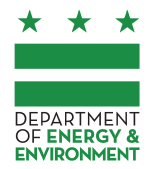 DEPARTMENT
OF ENERGY &
ENVIRONMENT